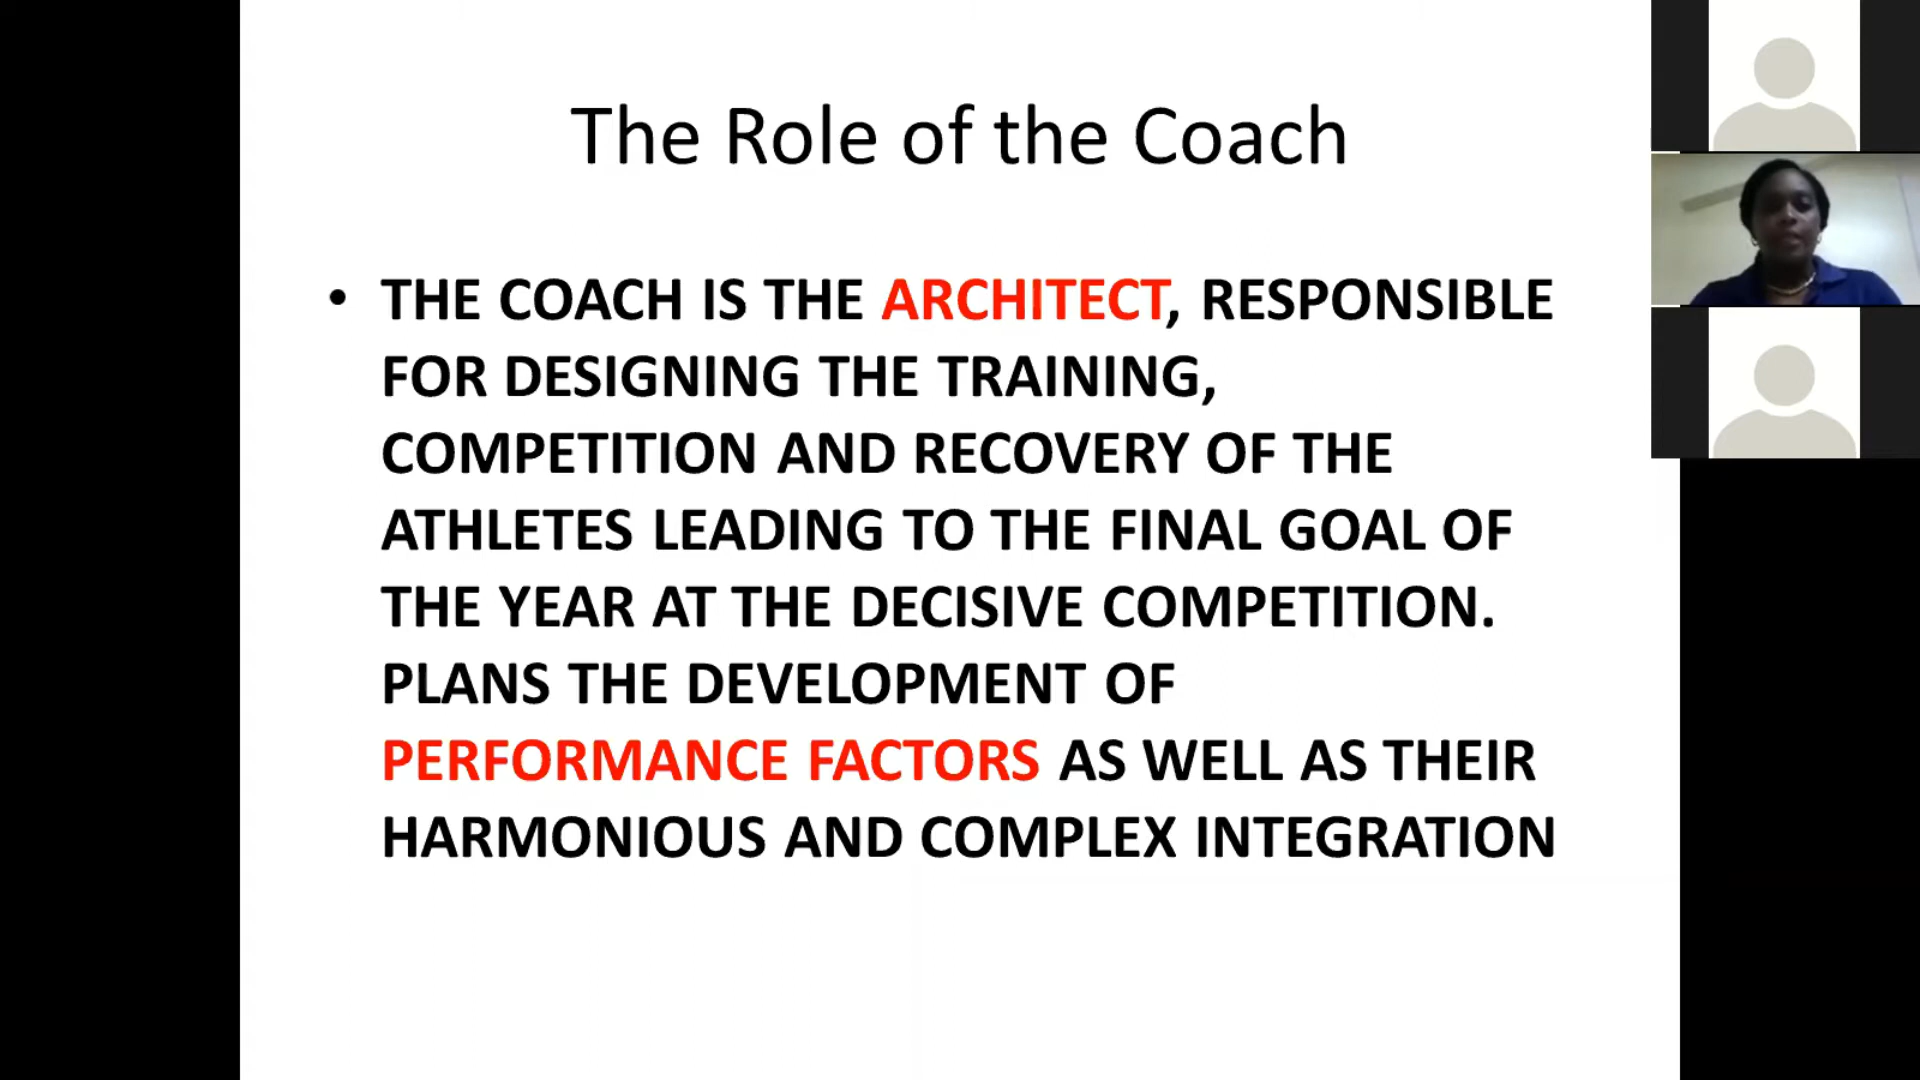 The Role of the Coach
• THE COACH IS THE ARCHITECT, RESPONSIBLE
FOR DESIGNING THE TRAINING,
COMPETITION AND RECOVERY OF THE
ATHLETES LEADING TO THE FINAL GOAL OF
THE YEAR AT THE DECISIVE COMPETITION.
PLANS THE DEVELOPMENT OF
PERFORMANCE FACTORS AS WELL AS THEIR
HARMONIOUS AND COMPLEX INTEGRATION